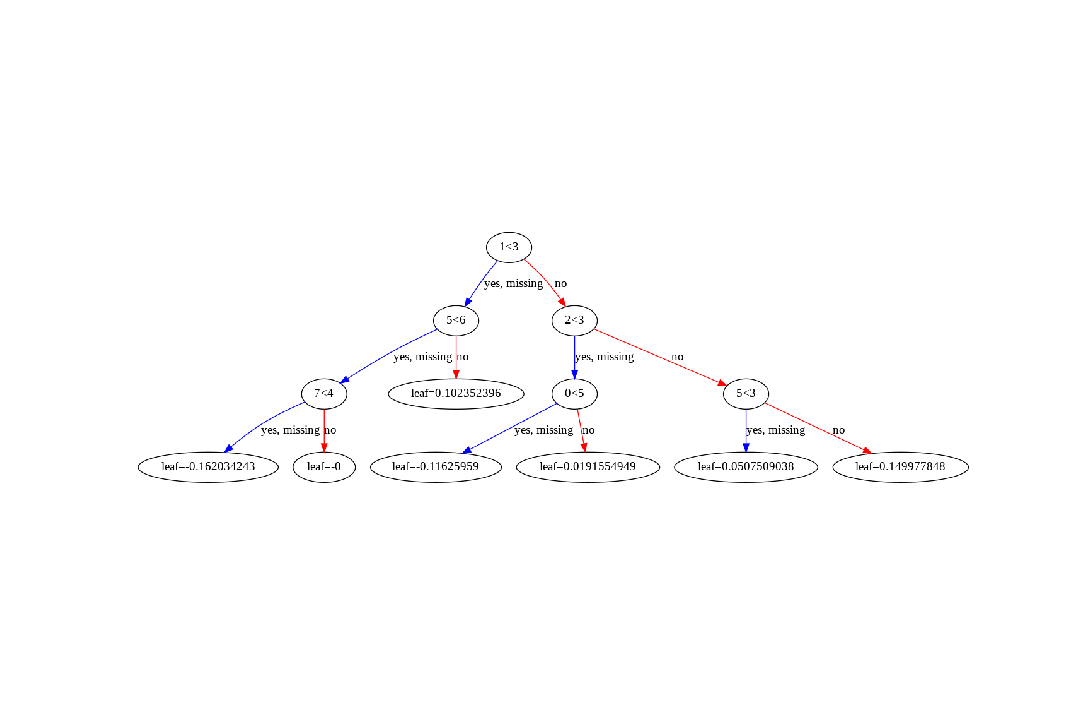 1<3
yes, missing no
5<6 2<3
yes, missing no yes, missing no
7<4 leaf=0.102352396 0<5 5<3
yes, missing no yes, missing no yes, missing no
leaf=-0.162034243 leaf=-0 leaf=-0.11625959 leaf=0.0191554949 leaf=0.0507509038 leaf=0.149977848